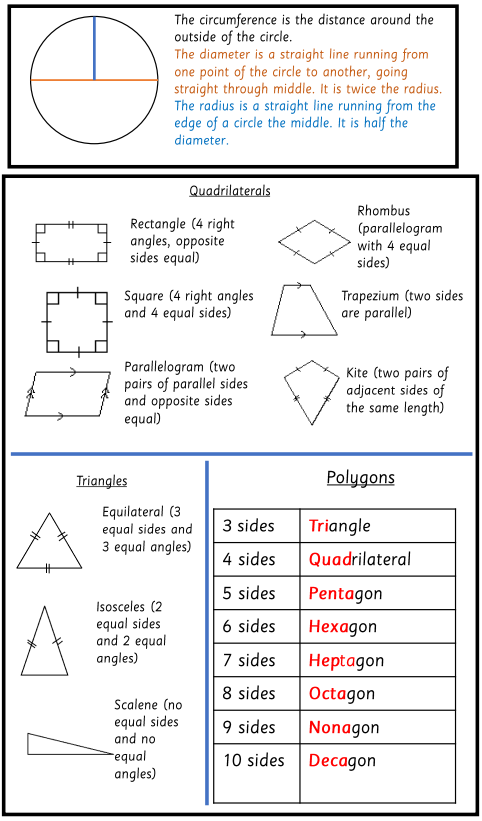 The circumference is the distance around the
outside of the circle.
The diameter is a straight line running from
one point of the circle to another, going
straight through middle. It is twice the radius.
The radius is a straight line running from the
edge of a circle the middle. It is half the
diameter.
Quadrilaterals
Rectangle (4 right
angles, opposite
sides equal)
Rhombus
(parallelogram
with 4 equal
sides)
Square (4 right angles
and 4 equal sides)
Trapezium (two sides
are parallel)
Parallelogram (two
pairs of parallel sides
and opposite sides
equal)
Kite (two pairs of
adjacent sides of
the same length)
Triangles
Equilateral (3
equal sides and
3 equal angles)
Isosceles (2
equal sides
and 2 equal
angles)
Scalene (no
equal sides
and no
equal
angles)
Polygons
3 sides Triangle
4 sides Quadrilateral
5 sides Pentagon
6 sides Hexagon
7 sides Heptagon
8 sides Octagon
9 sides Nonagon
10 sides Decagon